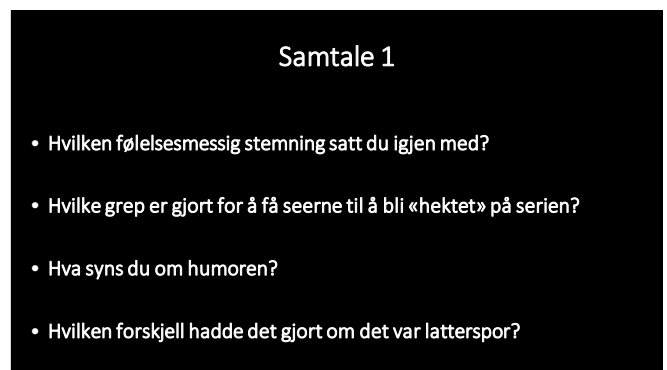 Samtale 1
• Hvilken følelsesmessig stemning satt du igjen med?
• Hvilke grep er gjort for å få seerne til å bli «hektet» på serien?
• Hva syns du om humoren?
• Hvilken forskjell hadde det gjort om det var latterspor?